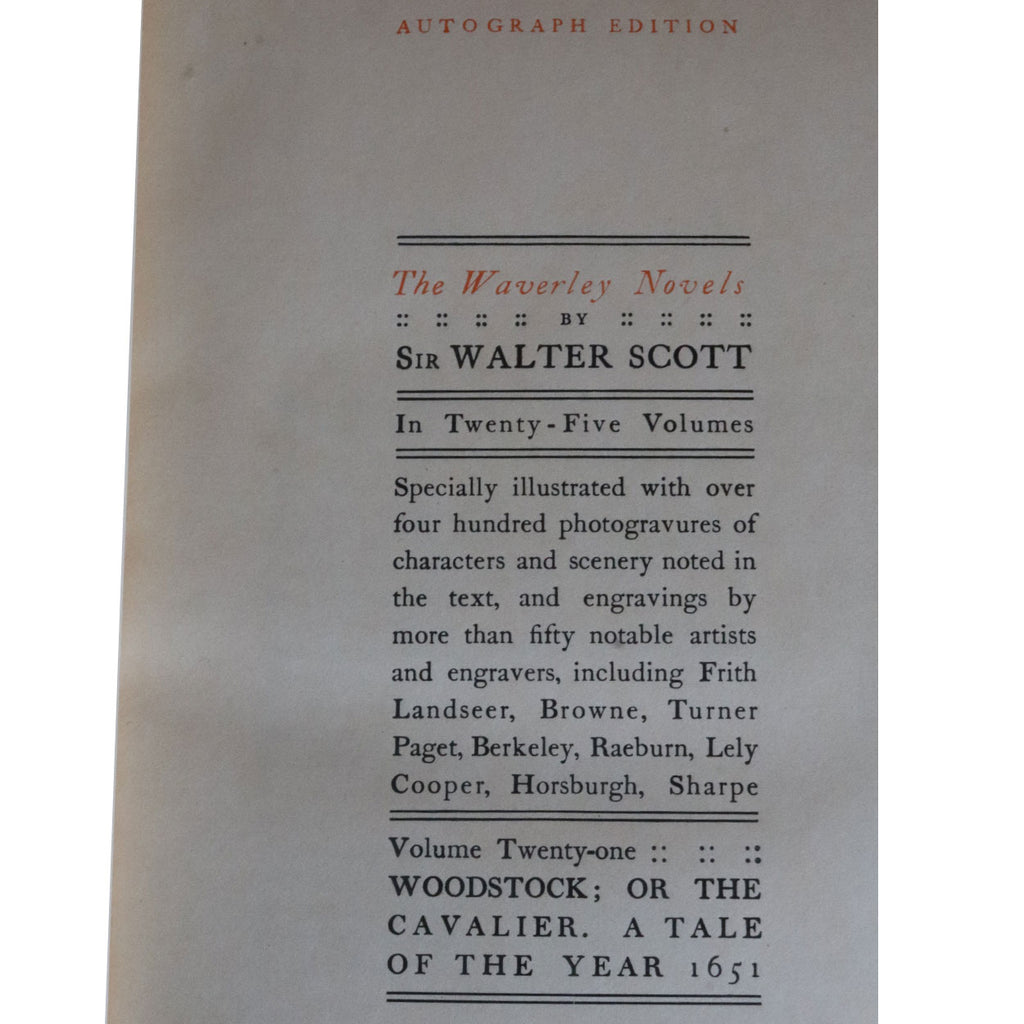 AUTOGRAPH EDITION
The Waverley Novels
:: :: :: :: BY :: :: :: ::
SIR WALTER SCOTT
In Twenty-Five Volumes
Specially illustrated with over
four hundred photogravures of
characters and scenery noted in
the text, and engravings by
more than fifty notable artists
and engravers, including Frith
Landseer, Browne, Turner
Paget, Berkeley, Raeburn, Lely
Cooper, Horsburgh, Sharpe
Volume Twenty-one :: :: ::
WOODSTOCK; OR THE
CAVALIER. A TALE
OF THE YEAR 1651